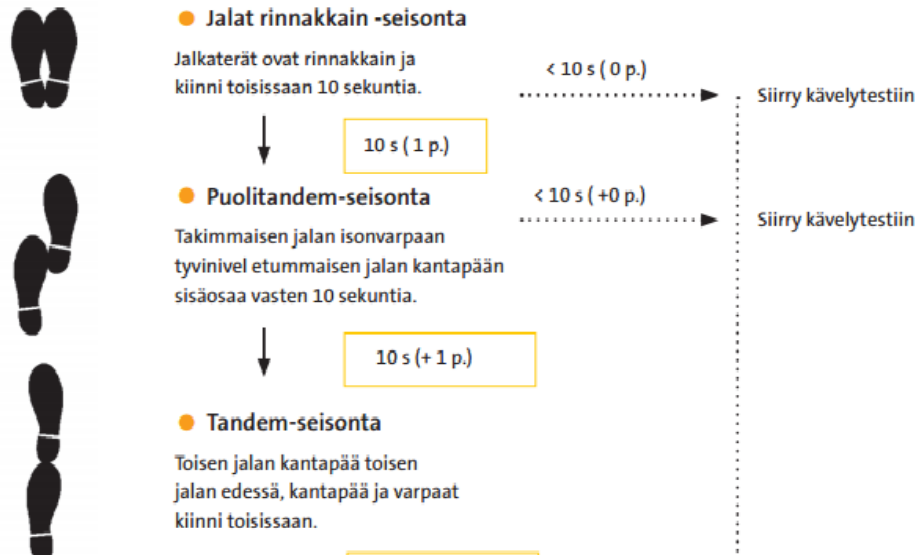 Jalat rinnakkain -seisonta
Jalkaterät ovat rinnakkain ja
kiinni toisissaan 10 sekuntia.
< 10 s ( 0 p.)
Siirry kävelytestiin
10 s ( 1 p.)
Puolitandem-seisonta
< 10 s ( +0 p.)
Siirry kävelytestiin
Takimmaisen jalan isonvarpaan
tyvinivel etummaisen jalan kantapään
sisäosaa vasten 10 sekuntia.
10 s (+ 1 p.)
Tandem-seisonta
Toisen jalan kantapää toisen
jalan edessä, kantapää ja varpaat
kiinni toisissaan.